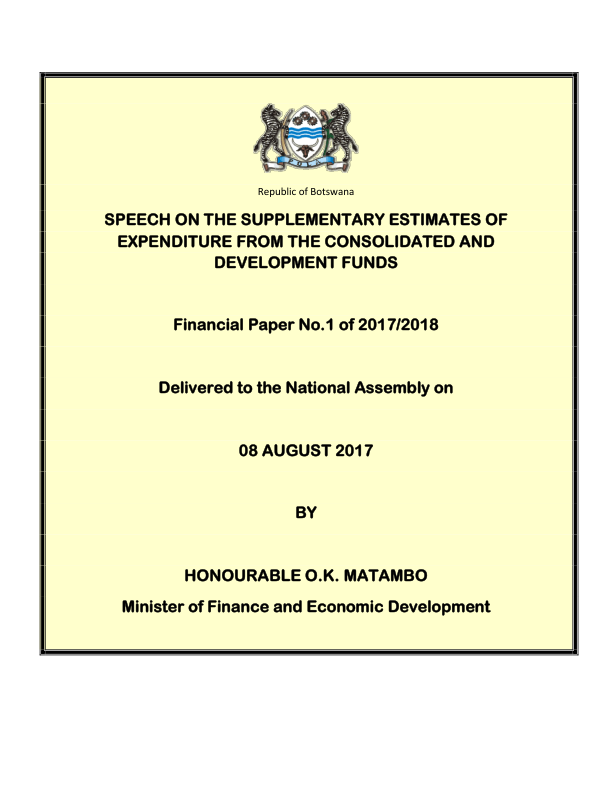 Republic of Botswana
SPEECH ON THE SUPPLEMENTARY ESTIMATES OF
EXPENDITURE FROM THE CONSOLIDATED AND
DEVELOPMENT FUNDS
Financial Paper No.1 of 2017/2018
Delivered to the National Assembly on
08 AUGUST 2017
BY
HONOURABLE O.K. MATAMBO
Minister of Finance and Economic Development